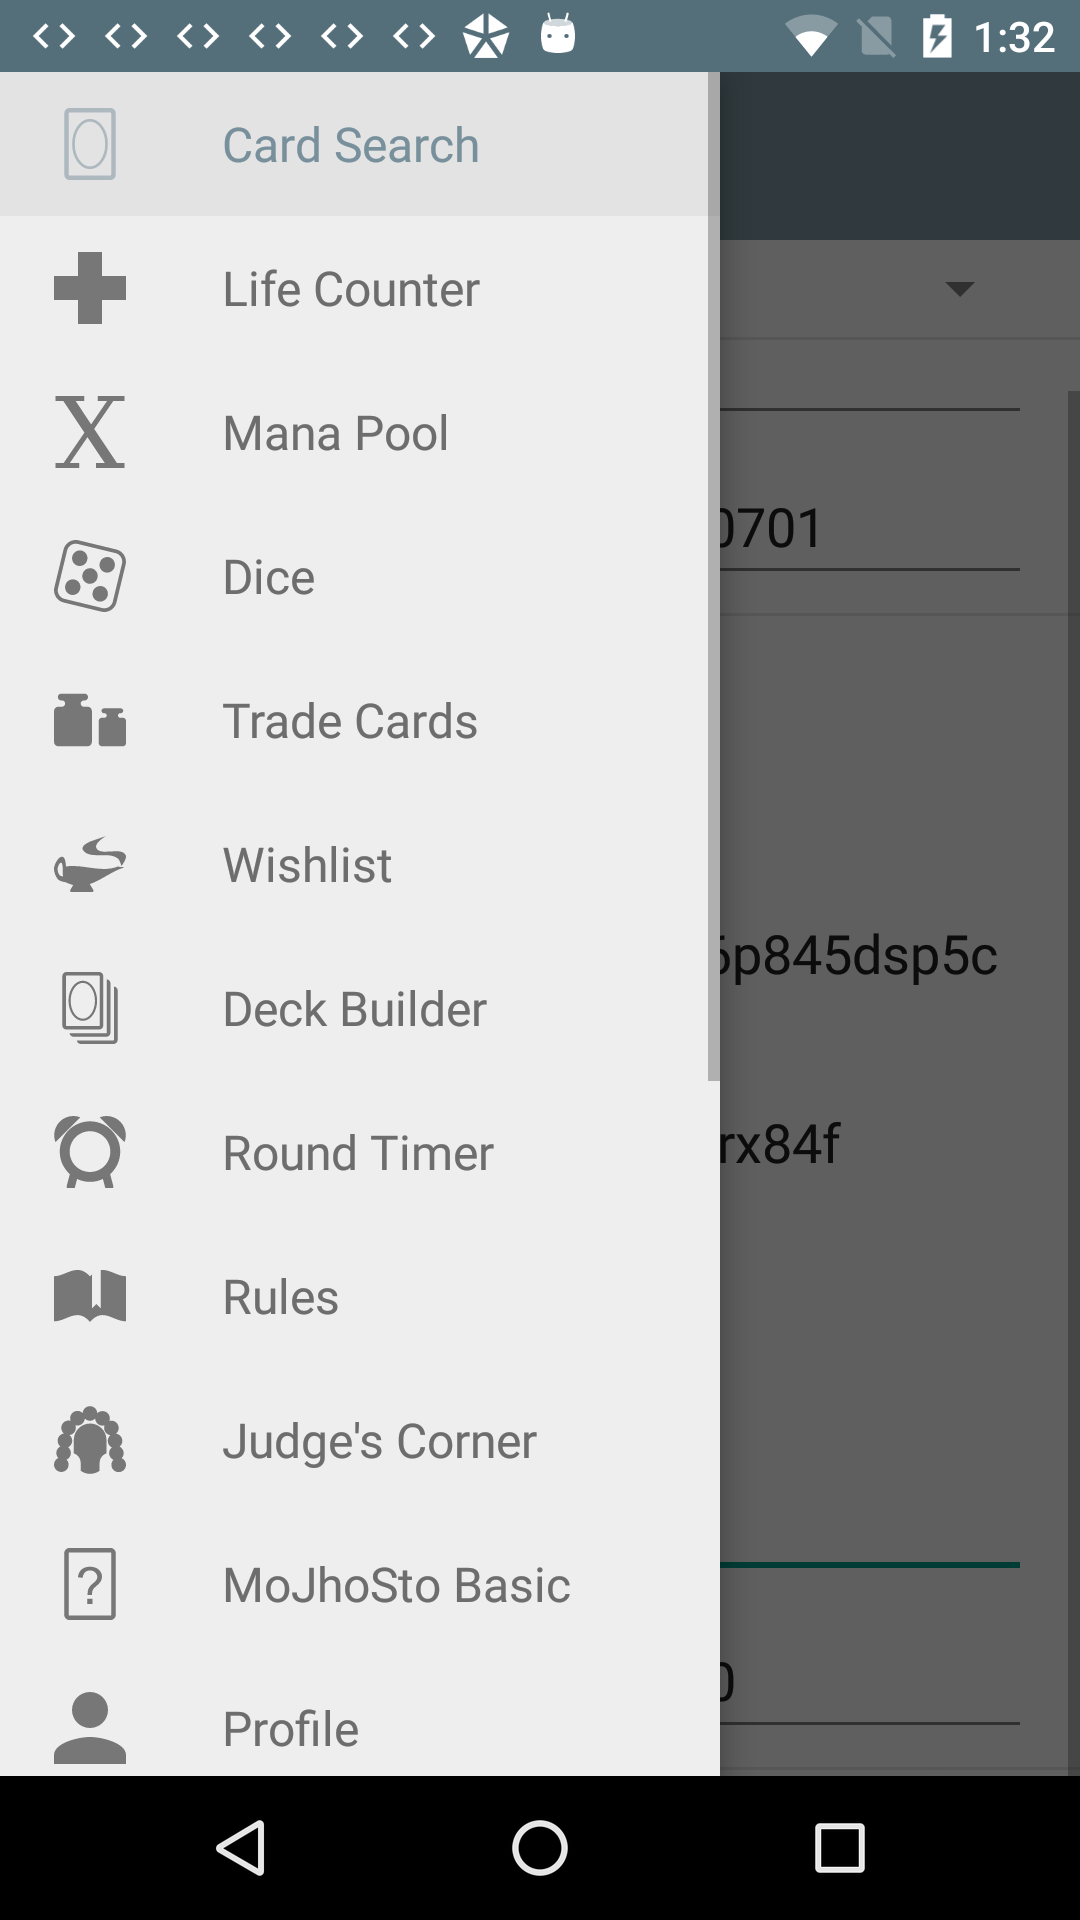 1:32
Card Search
Life Counter
X
Mana Pool
0701
Dice
Trade Cards
Wishlist
p845dsp5c
Deck Builder
rx84f
Round Timer
Rules
Judge's Corner
?
MoJhoSto Basic
0
Profile